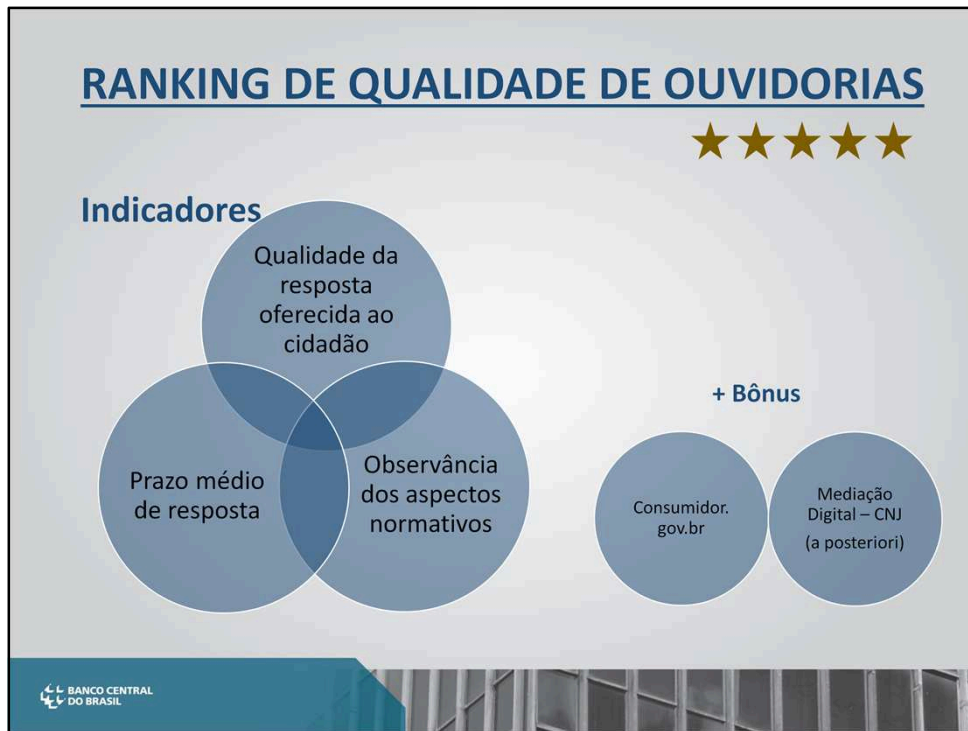 RANKING DE QUALIDADE DE OUVIDORIAS
Indicadores
Qualidade da
resposta
oferecida ao
cidadão
Prazo médio
de resposta
Observância
dos aspectos
normativos
+ Bônus
Consumidor.
gov.br
Mediação
Digital – CNJ
(a posteriori)
BANCO CENTRAL
DO BRASIL